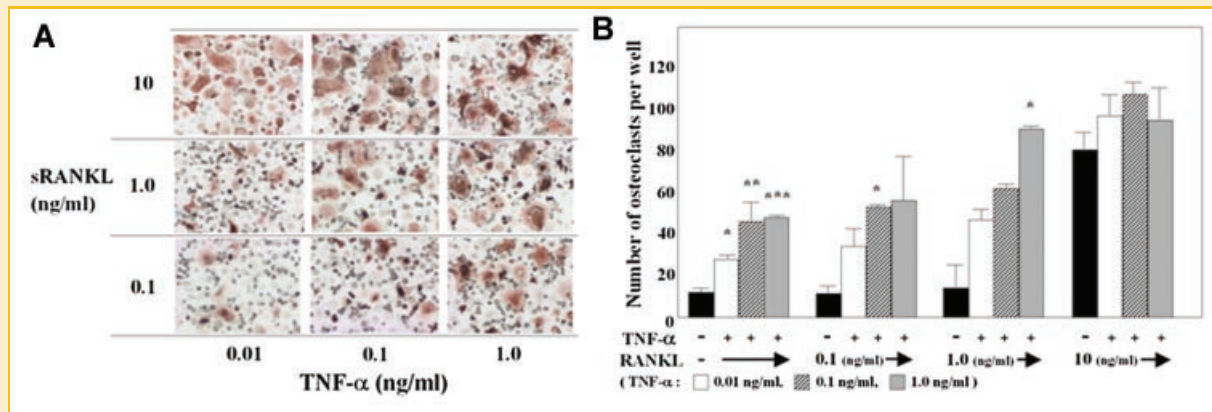 A
10
sRANKL 1.0
(ng/ml)
0.1
0.01 0.1 1.0
TNF-α (ng/ml)
B
Number of osteoclasts per well
120
100
80
60
40
20
0
* ** *** * *
TNF-α - + + + - + + + - + + + - + + +
RANKL - 0.1 (ng/ml) 1.0 (ng/ml) 10 (ng/ml)
( TNF-α : 0.01 ng/ml, 0.1 ng/ml, 1.0 ng/ml )